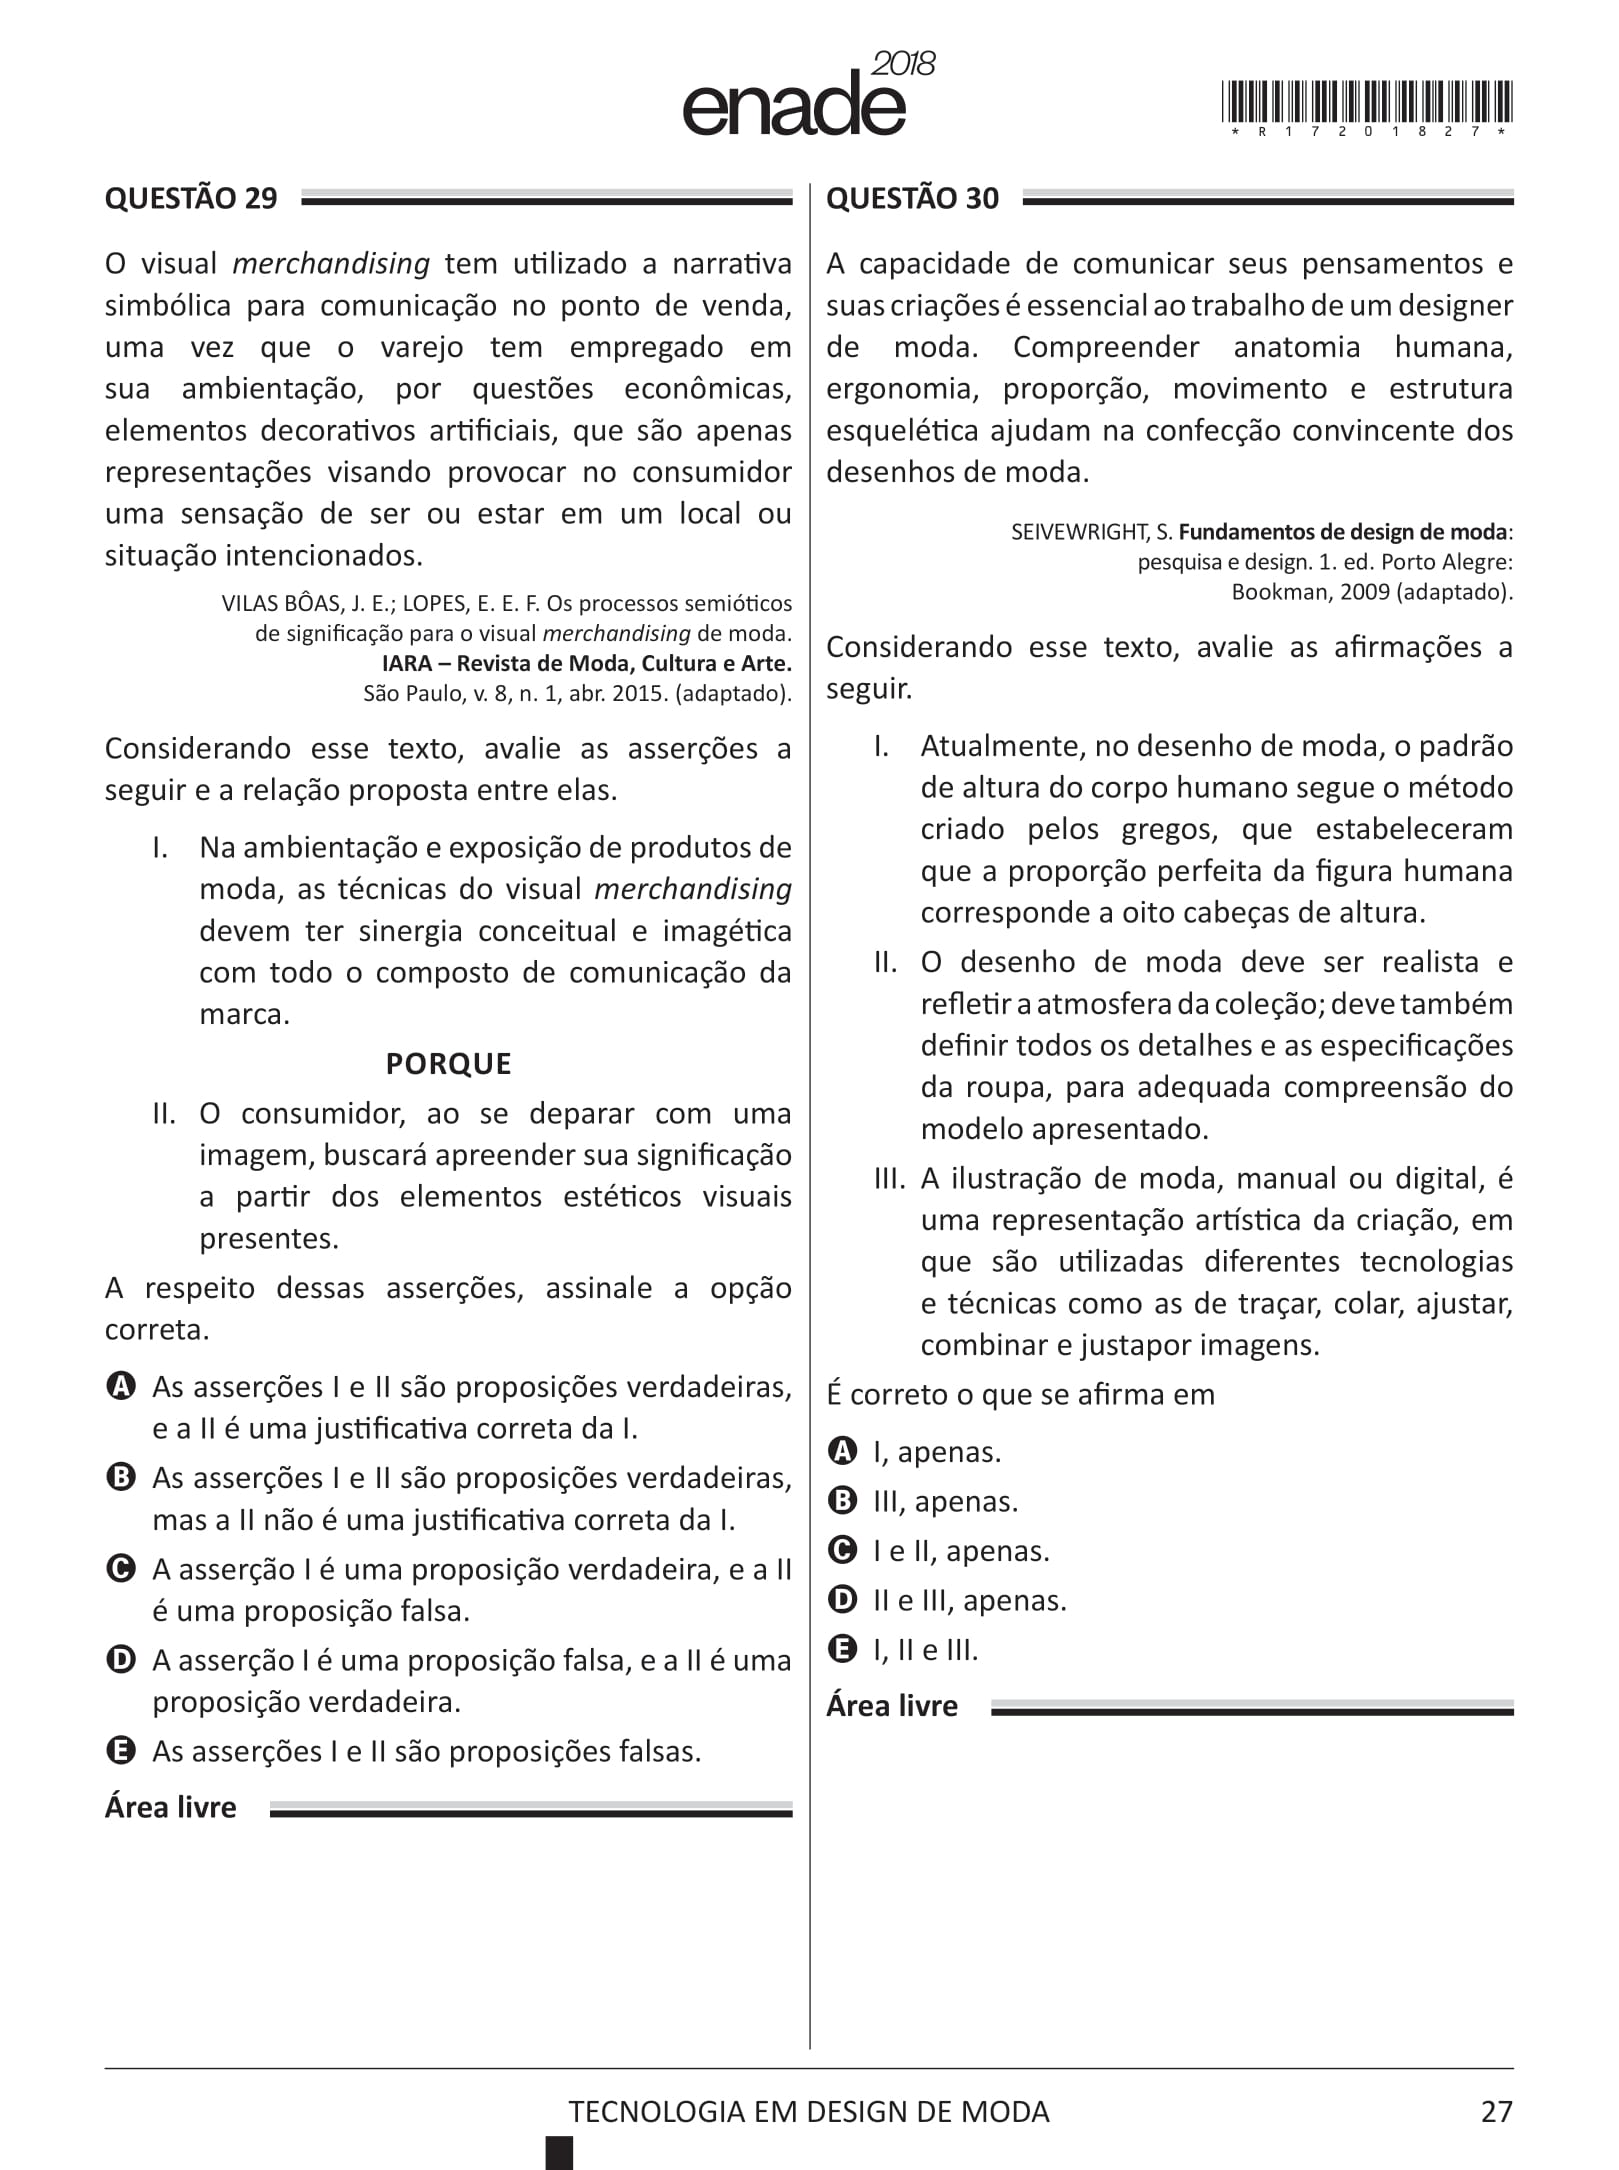 enade 2018
* R 1 7 2 0 1 8 2 7 *
QUESTÃO 29
O visual merchandising tem utilizado a narrativa
simbólica para comunicação no ponto de venda,
uma vez que o varejo tem empregado em
sua ambientação, por questões econômicas,
elementos decorativos artificiais, que são apenas
representações visando provocar no consumidor
uma sensação de ser ou estar em um local ou
situação intencionados.
VILAS BÔAS, J. E.; LOPES, E. E. F. Os processos semióticos
de significação para o visual merchandising de moda.
IARA – Revista de Moda, Cultura e Arte.
São Paulo, v. 8, n. 1, abr. 2015. (adaptado).
Considerando esse texto, avalie as asserções a
seguir e a relação proposta entre elas.
I. Na ambientação e exposição de produtos de
moda, as técnicas do visual merchandising
devem ter sinergia conceitual e imagética
com todo o composto de comunicação da
marca.
PORQUE
II. O consumidor, ao se deparar com uma
imagem, buscará apreender sua significação
a partir dos elementos estéticos visuais
presentes.
A respeito dessas asserções, assinale a opção
correta.
A As asserções I e II são proposições verdadeiras,
e a II é uma justificativa correta da I.
B As asserções I e II são proposições verdadeiras,
mas a II não é uma justificativa correta da I.
C A asserção I é uma proposição verdadeira, e a II
é uma proposição falsa.
D A asserção I é uma proposição falsa, e a II é uma
proposição verdadeira.
E As asserções I e II são proposições falsas.
Área livre
QUESTÃO 30
A capacidade de comunicar seus pensamentos e
suas criações é essencial ao trabalho de um designer
de moda. Compreender anatomia humana,
ergonomia, proporção, movimento e estrutura
esquelética ajudam na confecção convincente dos
desenhos de moda.
SEIVEWRIGHT, S. Fundamentos de design de moda:
pesquisa e design. 1. ed. Porto Alegre:
Bookman, 2009 (adaptado).
Considerando esse texto, avalie as afirmações a
seguir.
I. Atualmente, no desenho de moda, o padrão
de altura do corpo humano segue o método
criado pelos gregos, que estabeleceram
que a proporção perfeita da figura humana
corresponde a oito cabeças de altura.
II. O desenho de moda deve ser realista e
refletir a atmosfera da coleção; deve também
definir todos os detalhes e as especificações
da roupa, para adequada compreensão do
modelo apresentado.
III. A ilustração de moda, manual ou digital, é
uma representação artística da criação, em
que são utilizadas diferentes tecnologias
e técnicas como as de traçar, colar, ajustar,
combinar e justapor imagens.
É correto o que se afirma em
A I, apenas.
B III, apenas.
C I e II, apenas.
D II e III, apenas.
E I, II e III.
Área livre
TECNOLOGIA EM DESIGN DE MODA
27